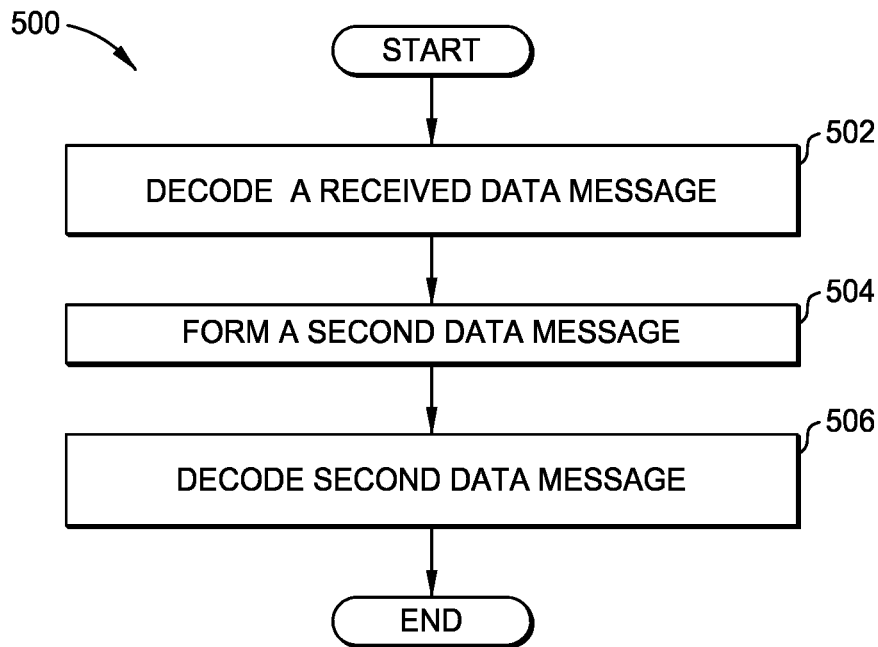 500
START
502
DECODE A RECEIVED DATA MESSAGE
504
FORM A SECOND DATA MESSAGE
506
DECODE SECOND DATA MESSAGE
END